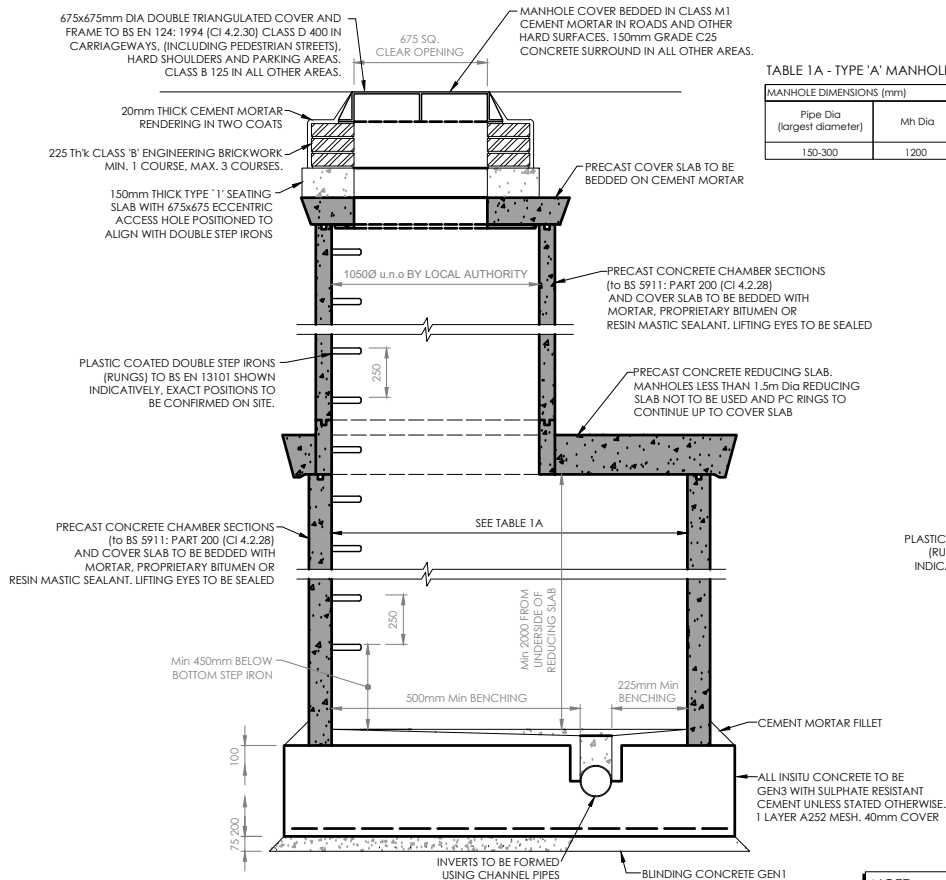 675x675mm DIA DOUBLE TRIANGULATED COVER AND
FRAME TO BS EN 124: 1994 (Cl 4.2.30) CLASS D 400 IN
CARRIAGEWAYS, (INCLUDING PEDESTRIAN STREETS),
HARD SHOULDERS AND PARKING AREAS.
CLASS B 125 IN ALL OTHER AREAS.
675 SQ.
CLEAR OPENING
MANHOLE COVER BEDDED IN CLASS M1
CEMENT MORTAR IN ROADS AND OTHER
HARD SURFACES. 150mm GRADE C25
CONCRETE SURROUND IN ALL OTHER AREAS.
TABLE 1A - TYPE 'A' MANHOLE
MANHOLE DIMENSIONS (mm)
Pipe Dia
(largest diameter)
Mh Dia
150-300
1200
20mm THICK CEMENT MORTAR
RENDERING IN TWO COATS
225 Th'k CLASS 'B' ENGINEERING BRICKWORK
MIN. 1 COURSE, MAX. 3 COURSES.
150mm THICK TYPE `1' SEATING
SLAB WITH 675x675 ECCENTRIC
ACCESS HOLE POSITIONED TO
ALIGN WITH DOUBLE STEP IRONS
PRECAST COVER SLAB TO BE
BEDDED ON CEMENT MORTAR
1050Ø u.n.o BY LOCAL AUTHORITY
PRECAST CONCRETE CHAMBER SECTIONS
(to BS 5911: PART 200 (Cl 4.2.28)
AND COVER SLAB TO BE BEDDED WITH
MORTAR, PROPRIETARY BITUMEN OR
RESIN MASTIC SEALANT. LIFTING EYES TO BE SEALED
PLASTIC COATED DOUBLE STEP IRONS
(RUNGS) TO BS EN 13101 SHOWN
INDICATIVELY, EXACT POSITIONS TO
BE CONFIRMED ON SITE.
250
PRECAST CONCRETE REDUCING SLAB.
MANHOLES LESS THAN 1.5m Dia REDUCING
SLAB NOT TO BE USED AND PC RINGS TO
CONTINUE UP TO COVER SLAB
PRECAST CONCRETE CHAMBER SECTIONS
(to BS 5911: PART 200 (Cl 4.2.28)
AND COVER SLAB TO BE BEDDED WITH
MORTAR, PROPRIETARY BITUMEN OR
RESIN MASTIC SEALANT. LIFTING EYES TO BE SEALED
SEE TABLE 1A
PLASTIC
(RU
INDICA
250
Min 2000 FROM
UNDERSIDE OF
REDUCING SLAB
Min 450mm BELOW
BOTTOM STEP IRON
500mm Min BENCHING
225mm Min
BENCHING
CEMENT MORTAR FILLET
100
200
75
ALL INSITU CONCRETE TO BE
GEN3 WITH SULPHATE RESISTANT
CEMENT UNLESS STATED OTHERWISE.
1 LAYER A252 MESH. 40mm COVER
INVERTS TO BE FORMED
USING CHANNEL PIPES
BLINDING CONCRETE GEN1